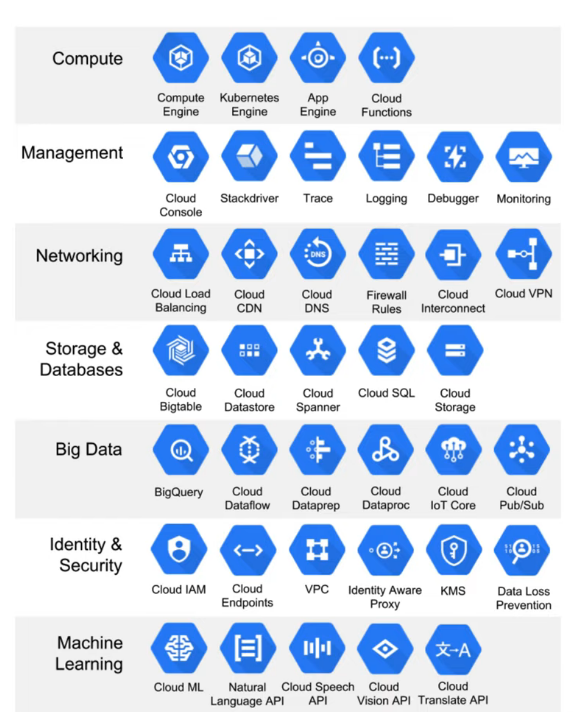 Compute
Compute Engine
Kubernetes Engine
App Engine
Cloud Functions
Management
Cloud Console
Stackdriver
Trace
Logging
Debugger
Monitoring
Networking
Cloud Load Balancing
Cloud CDN
DNS
Cloud DNS
Firewall Rules
Cloud Interconnect
Cloud VPN
Storage & Databases
Cloud Bigtable
Cloud Datastore
Cloud Spanner
Cloud SQL
Cloud Storage
Big Data
BigQuery
Cloud Dataflow
Cloud Dataprep
Cloud Dataproc
Cloud IoT Core
Cloud Pub/Sub
Identity & Security
Cloud IAM
Cloud Endpoints
VPC
Identity Aware Proxy
KMS
Data Loss Prevention
Machine Learning
Cloud ML
Natural Language API
Cloud Speech API
Cloud Vision API
文→A
Cloud Translate API